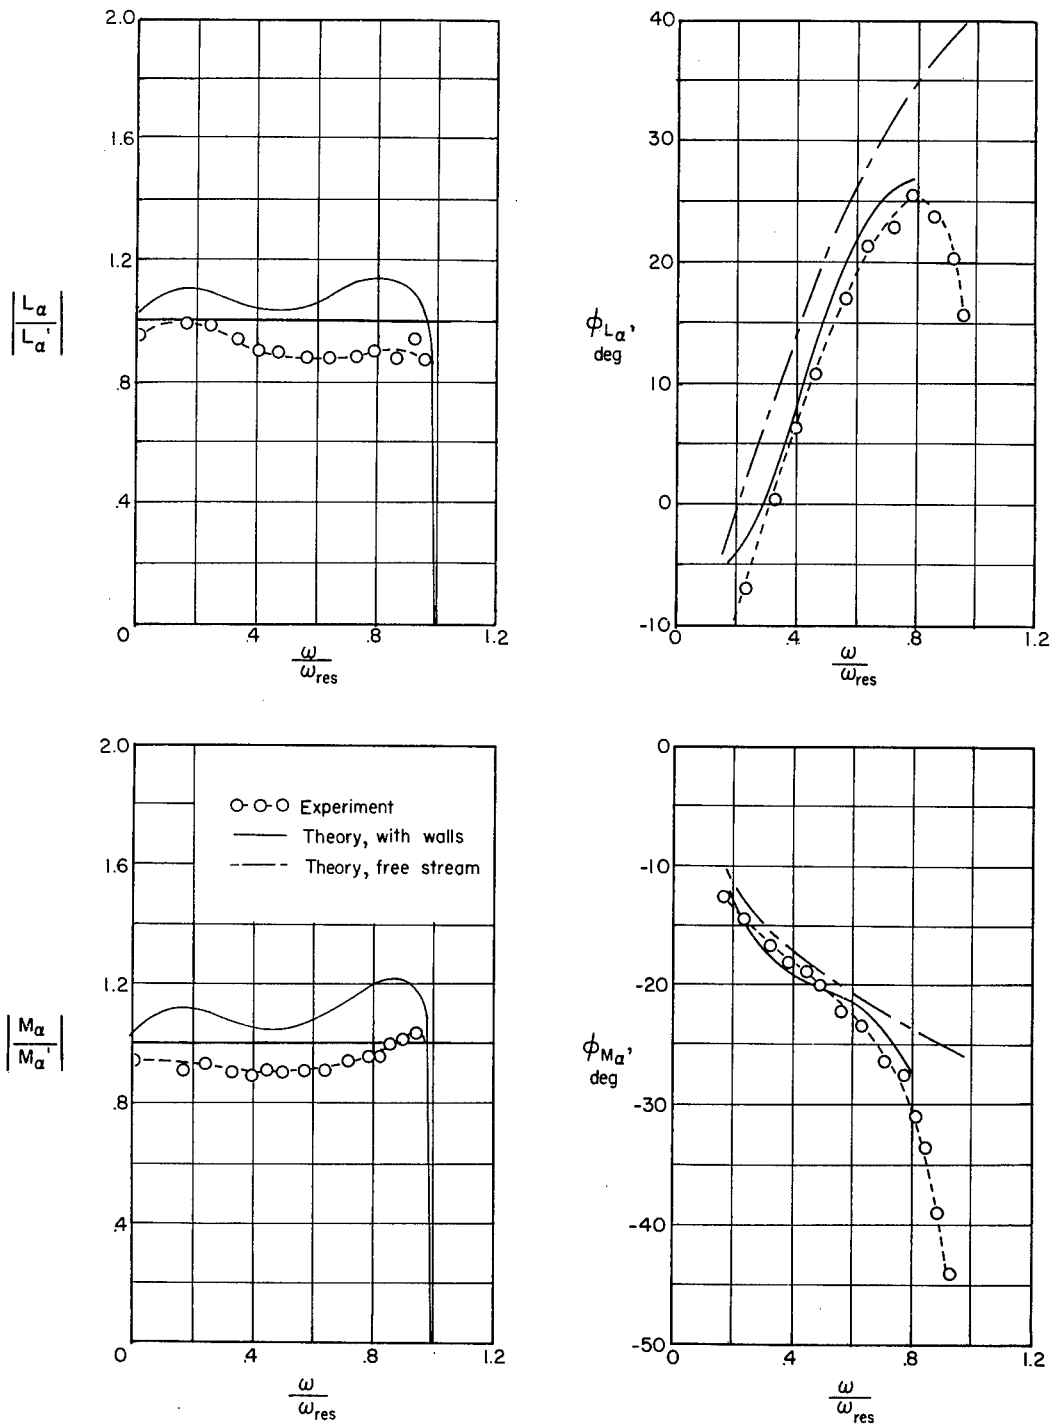 2.0
1.6
1.2
.8
.4
0
.4
.8
1.2
|Lα/Lα'|
ω/ωres
40
30
20
10
0
-10
0
.4
.8
1.2
ϕLα,
deg
ω/ωres
2.0
1.6
1.2
.8
.4
0
.4
.8
1.2
|Mα/Mα'|
ω/ωres
Experiment
Theory, with walls
Theory, free stream
0
-10
-20
-30
-40
-50
0
.4
.8
1.2
ϕMα,
deg
ω/ωres